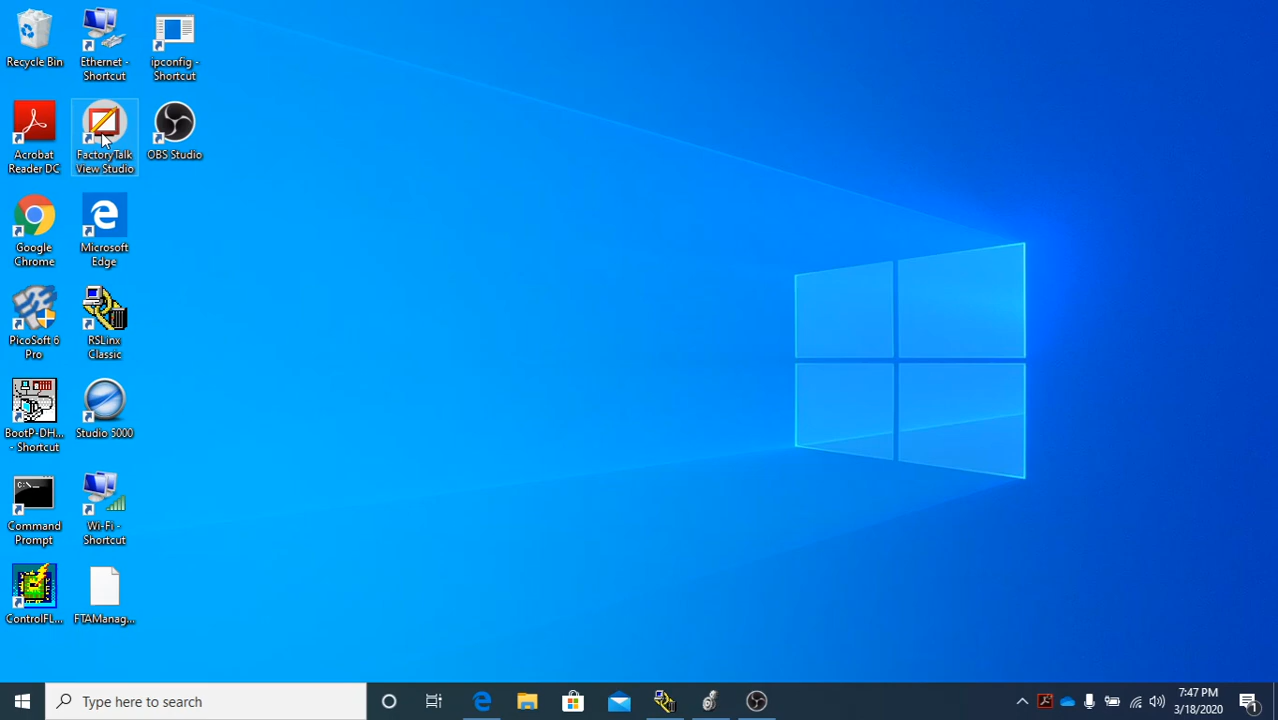 Recycle Bin
Ethernet -
Shortcut
ipconfig -
Shortcut
Acrobat
Reader DC
FactoryTalk
View Studio
OBS Studio
Google
Chrome
Microsoft
Edge
PicoSoft 6
Pro
RSLinx
Classic
BootP-DH...
- Shortcut
Studio 5000
C:\_
Command
Prompt
Wi-Fi -
Shortcut
ControlFL...
FTAManag...
Type here to search
7:47 PM
3/18/2020
1